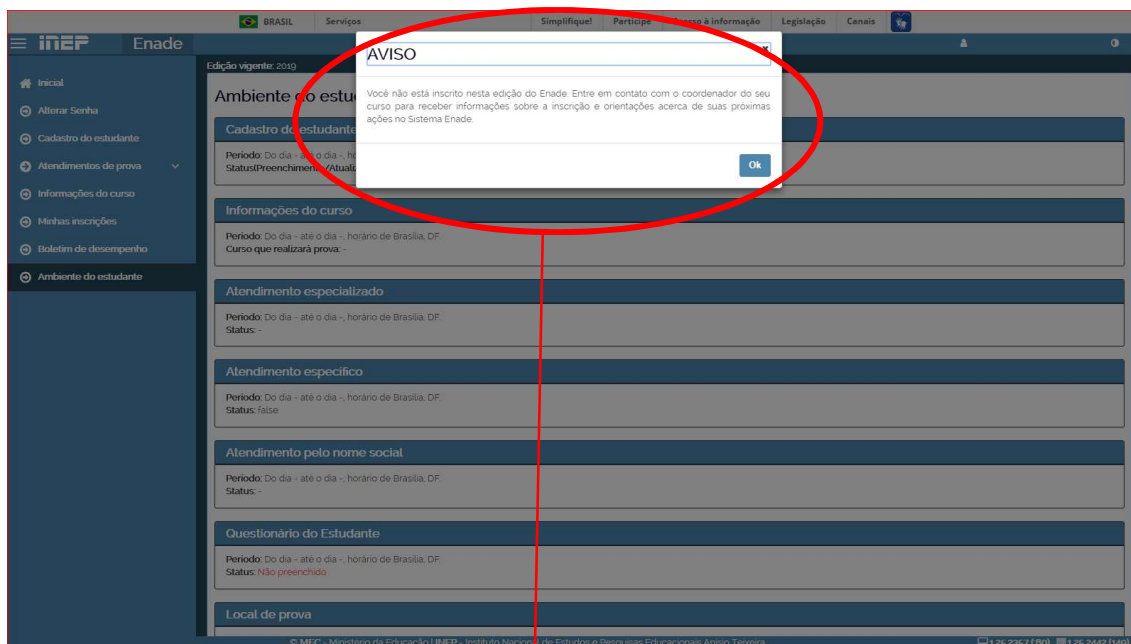 BRASIL Serviços Simplifique! Participe Acesso à informação Legislação Canais
inep Enade
Edição vigente: 2019
Inicial
Alterar Senha
Cadastro do estudante
Atendimentos de prova
Informações do curso
Minhas inscrições
Boletim de desempenho
Ambiente do estudante
AVISO
×
Você não está inscrito nesta edição do Enade. Entre em contato com o coordenador do seu
curso para receber informações sobre a inscrição e orientações acerca de suas próximas
ações no Sistema Enade.
Ok
Ambiente do estu
Cadastro do estudante
Período: Do dia - até o dia -, ho
Status(Preenchimento/Atuali
Informações do curso
Período: Do dia - até o dia -, horário de Brasília, DF.
Curso que realizará prova: -
Atendimento especializado
Período: Do dia - até o dia -, horário de Brasília, DF.
Status: -
Atendimento específico
Período: Do dia - até o dia -, horário de Brasília, DF.
Status: false
Atendimento pelo nome social
Período: Do dia - até o dia -, horário de Brasília, DF.
Status: -
Questionário do Estudante
Período: Do dia - até o dia -, horário de Brasília, DF.
Status: Não preenchido
Local de prova
© MEC - Ministério da Educação | INEP - Instituto Nacional de Estudos e Pesquisas Educacionais Anísio Teixeira